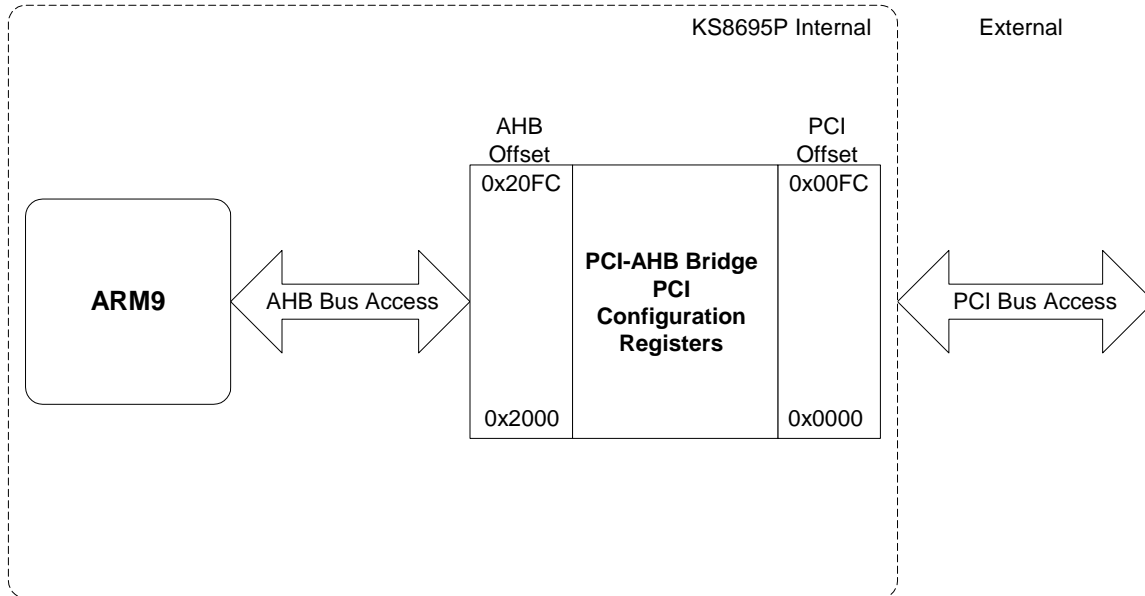 KS8695P Internal
External
AHB
Offset
PCI
Offset
0x20FC
0x00FC
ARM9
AHB Bus Access
PCI-AHB Bridge
PCI
Configuration
Registers
PCI Bus Access
0x2000
0x0000